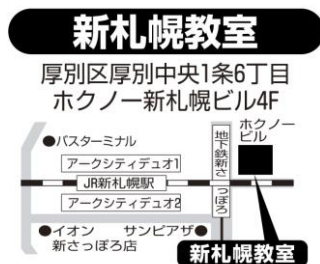 新札幌教室
厚別区厚別中央1条6丁目
ホクノー新札幌ビル4F
ホクノー
ビル
●バスターミナル
アークシティデュオ1
JR新札幌駅
アークシティデュオ2
地下鉄新さっぽろ
●イオン
新さっぽろ店
サンピアザ●
新札幌教室